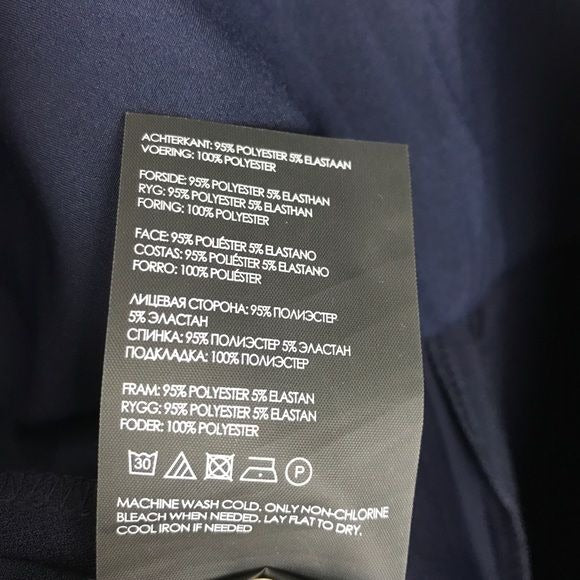 ACHTERKANT: 95% POLYESTER 5% ELASTAAN
VOERING: 100% POLYESTER
FORSIDE: 95% POLYESTER 5% ELASTHAN
RYG: 95% POLYESTER 5% ELASTHAN
FORING: 100% POLYESTER
FACE: 95% POLIÉSTER 5% ELASTANO
COSTAS: 95% POLIÉSTER 5% ELASTANO
FORRO: 100% POLIÉSTER
ЛИЦЕВАЯ СТОРОНА: 95% ПОЛИЭСТЕР
5% ЭЛАСТАН
СПИНКА: 95% ПОЛИЭСТЕР 5% ЭЛАСТАН
ПОДКЛАДКА: 100% ПОЛИЭСТЕР
FRAM: 95% POLYESTER 5% ELASTAN
RYGG: 95% POLYESTER 5% ELASTAN
FODER: 100% POLYESTER
30 P
MACHINE WASH COLD. ONLY NON-CHLORINE
BLEACH WHEN NEEDED. LAY FLAT TO DRY.
COOL IRON IF NEEDED